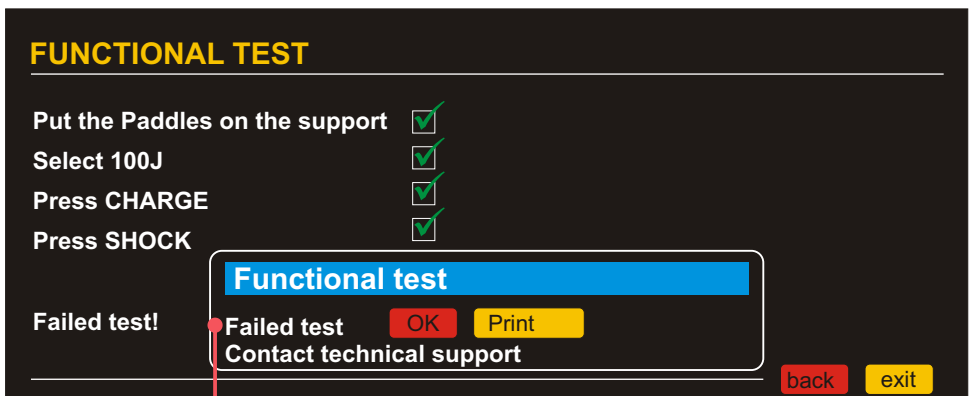 FUNCTIONAL TEST
Put the Paddles on the support
Select 100J
Press CHARGE
Press SHOCK
Functional test
Failed test!
Failed test OK Print
Contact technical support
back exit